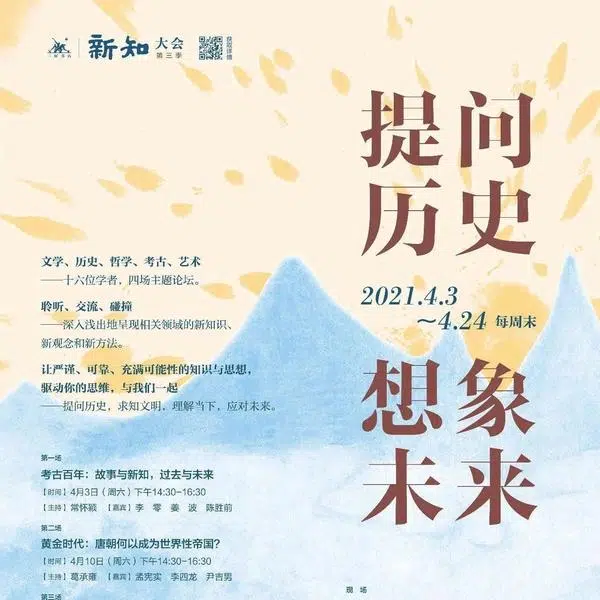 三联书店
新知大会
第三季
获取详情
提问
历史
2021.4.3
～4.24 每周末
想象
未来
文学、历史、哲学、考古、艺术
——十六位学者，四场主题论坛。
聆听、交流、碰撞
——深入浅出地呈现相关领域的新知识、
新观念和新方法。
让严谨、可靠、充满可能性的知识与思想，
驱动你的思维，与我们一起
——提问历史，求知文明，理解当下，应对未来。
第一场
考古百年：故事与新知，过去与未来
【时间】4月3日（周六）下午14:30-16:30
【主持】常怀颖 【嘉宾】李 零 姜 波 陈胜前
第二场
黄金时代：唐朝何以成为世界性帝国？
【时间】4月10日（周六）下午14:30-16:30
【主持】葛承雍 【嘉宾】孟宪实 李四龙 尹吉男
第三场
现 场